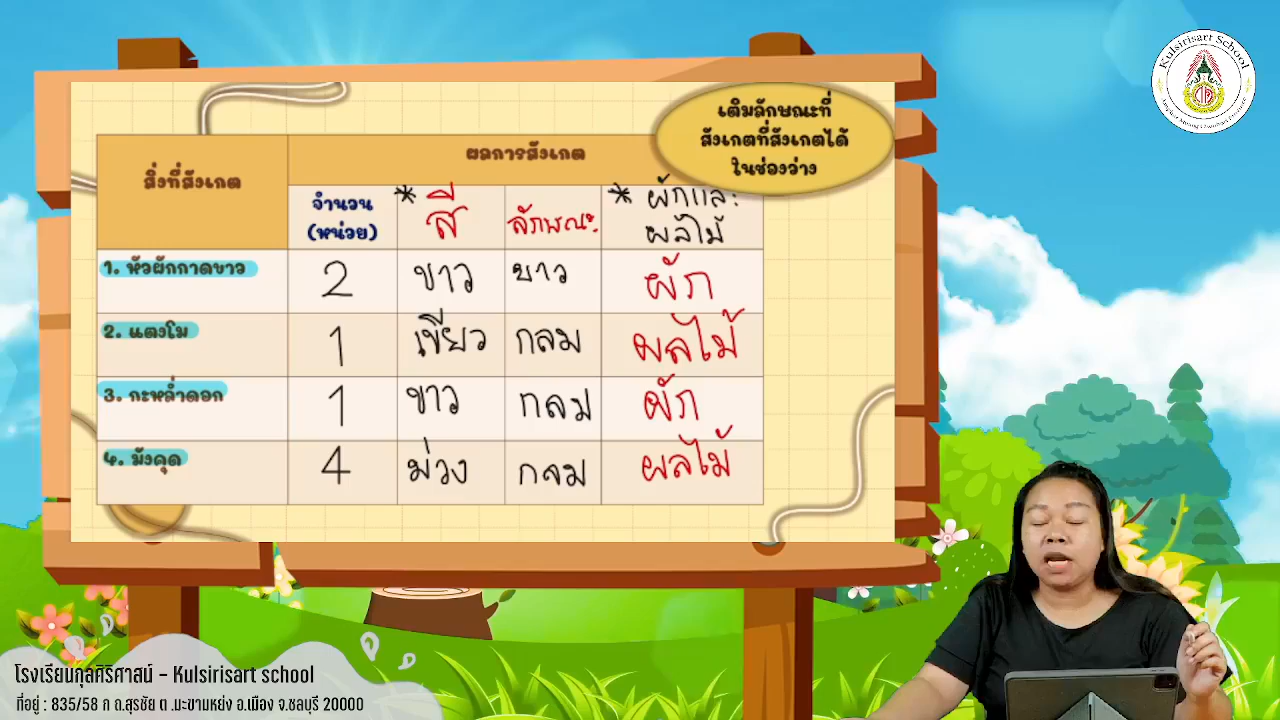 Kulsirisart School
เติมลักษณะที่
สังเกตที่สังเกตได้
ในช่องว่าง
สิ่งที่สังเกต
ผลการสังเกต
จำนวน
(หน่วย)
* สี
ลักษณะ
* ผักและ
ผลไม้
1. หัวผักกาดขาว 2 ขาว ยาว ผัก
2. แตงโม 1 เขียว กลม ผลไม้
3. กะหล่ำดอก 1 ขาว กลม ผัก
4. มังคุด 4 ม่วง กลม ผลไม้
โรงเรียนกุลศิริศาสน์ - Kulsirisart school
ที่อยู่ : 835/58 ก ถ.สุรชัย ต.มะขามหย่ง อ.เมือง จ.ชลบุรี 20000